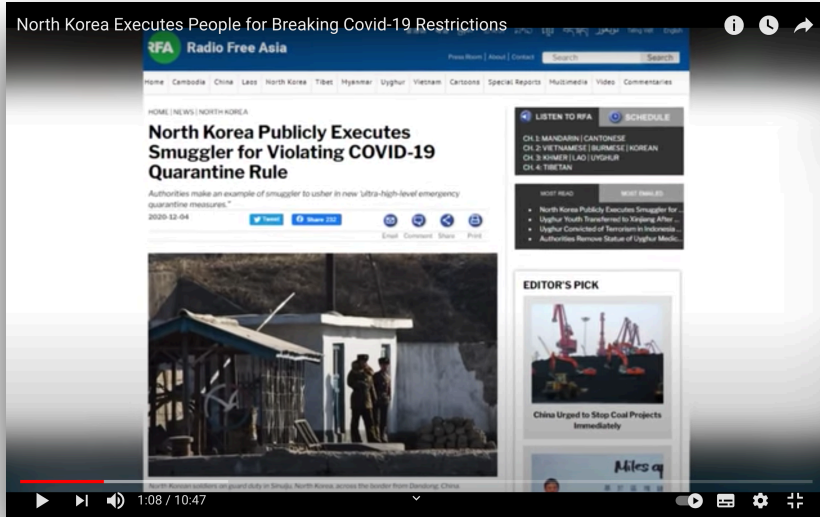 North Korea Executes People for Breaking Covid-19 Restrictions
RFA Radio Free Asia
English
Press Room | About | Contact
Search
Search
Home Cambodia China Laos North Korea Tibet Myanmar Uyghur Vietnam Cartoons Special Reports Multimedia Video Commentaries
HOME | NEWS | NORTH KOREA
North Korea Publicly Executes
Smuggler for Violating COVID-19
Quarantine Rule
Authorities make an example of smuggler to usher in new 'ultra-high-level emergency
quarantine measures."
2020-12-04
Tweet
Share 232
Email Comment Share Print
North Korean soldiers on guard duty in Sinuiju, North Korea, across the border from Dandong, China
LISTEN TO RFA
SCHEDULE
CH. 1: MANDARIN | CANTONESE
CH. 2: VIETNAMESE | BURMESE | KOREAN
CH. 3: KHMER | LAO | UYGHUR
CH. 4: TIBETAN
MOST READ
MOST EMAILED
North Korea Publicly Executes Smuggler for ...
Uyghur Youth Transferred to Xinjiang After ...
Uyghur Convicted of Terrorism in Indonesia ...
Authorities Remove Statue of Uyghur Medic...
EDITOR'S PICK
China Urged to Stop Coal Projects
Immediately
Miles
1:08 / 10:47